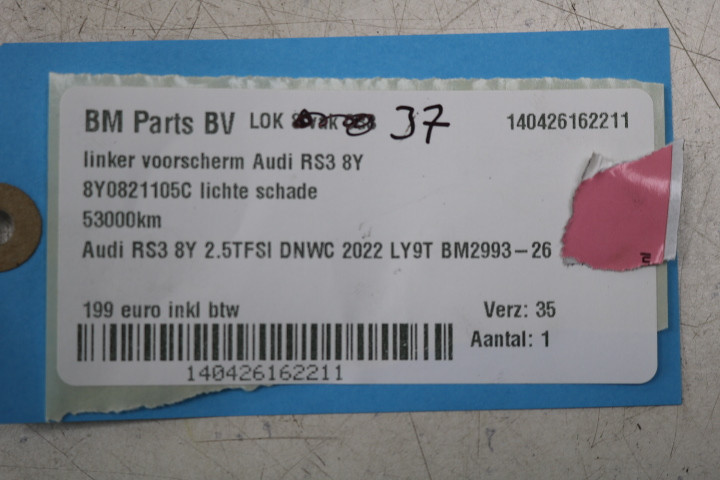 BM Parts BV LOK 37 140426162211
linker voorscherm Audi RS3 8Y
8Y0821105C lichte schade
53000km
Audi RS3 8Y 2.5TFSI DNWC 2022 LY9T BM2993-26
199 euro inkl btw Verz: 35
Aantal: 1
140426162211